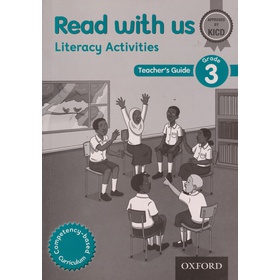 Read with us
Literacy Activities
APPROVED
BY
KICD
Teacher's Guide
Grade
3
Competency-based
Curriculum
OXFORD